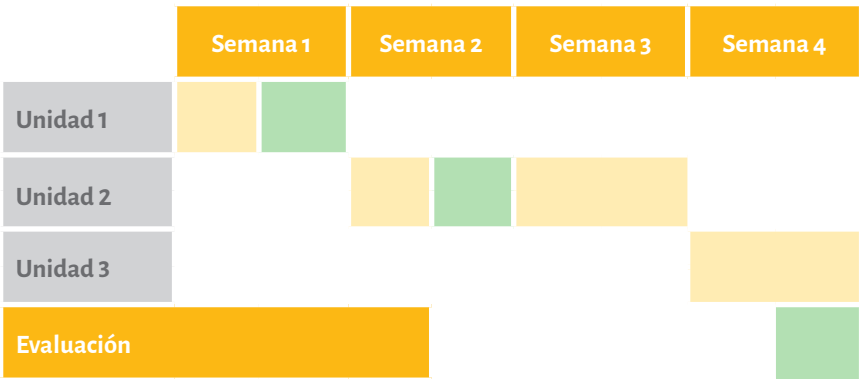 Semana 1
Semana 2
Semana 3
Semana 4
Unidad 1
Unidad 2
Unidad 3
Evaluación